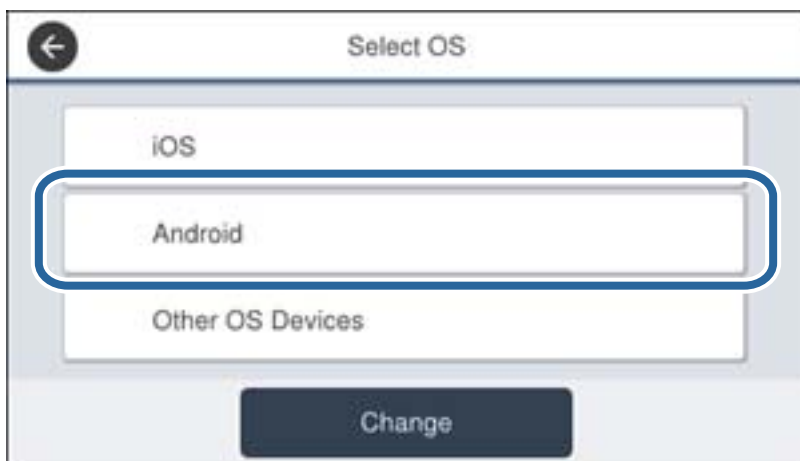 Select OS
iOS
Android
Other OS Devices
Change